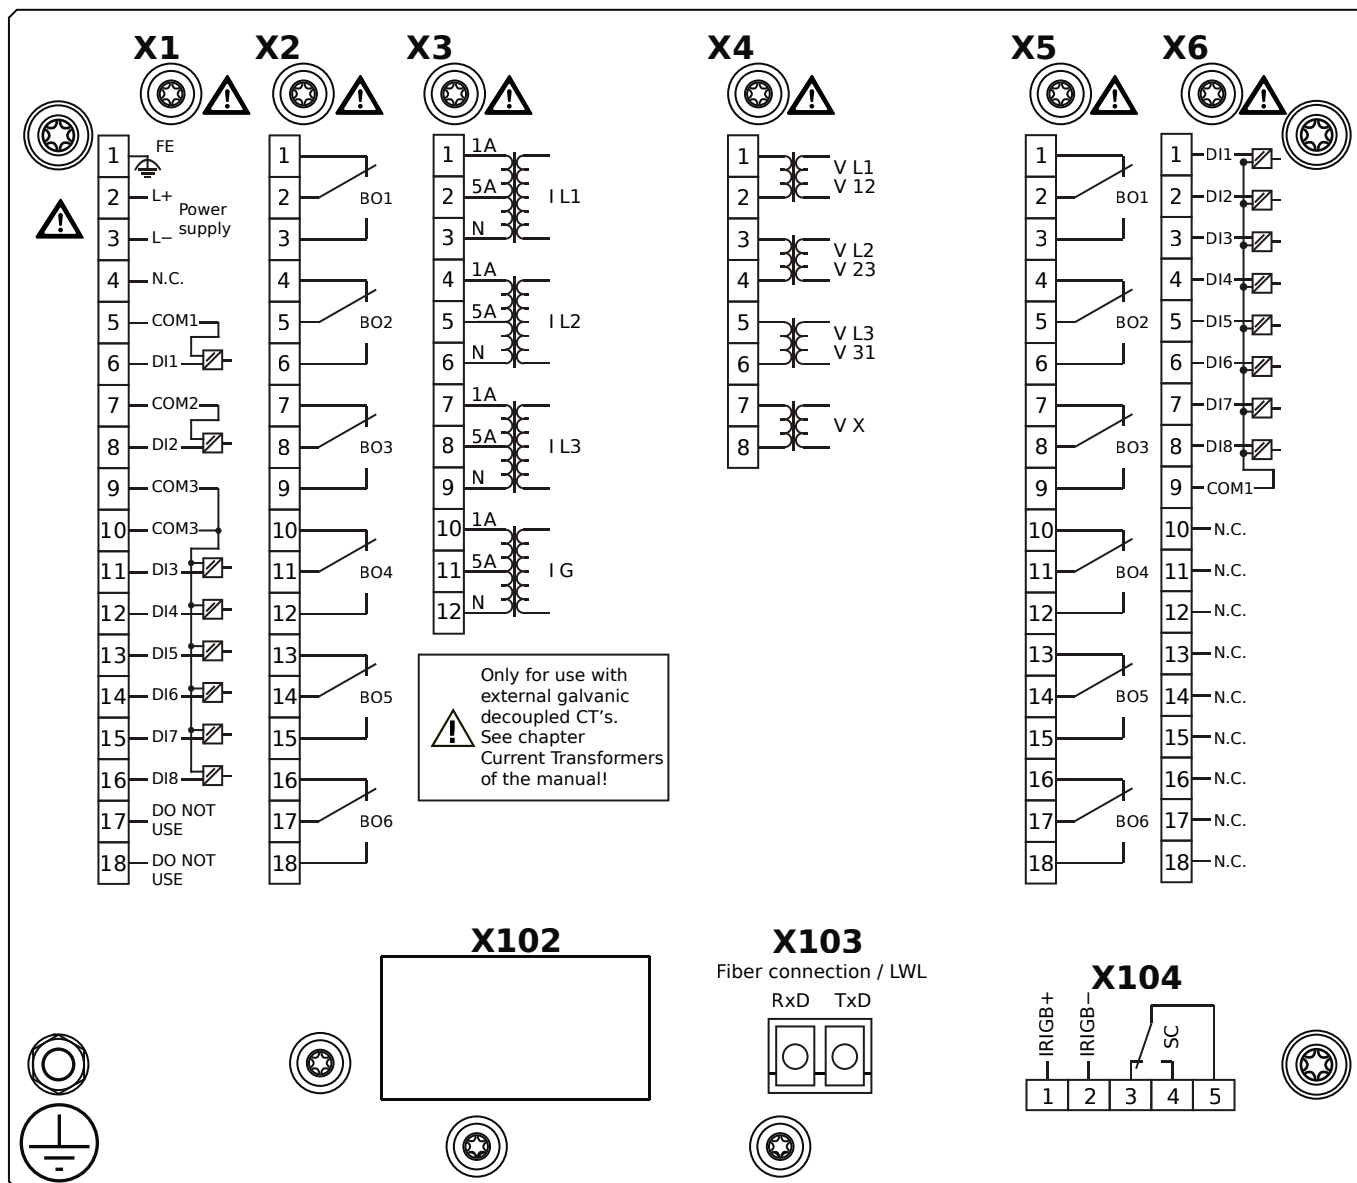 X1 X2 X3 X4 X5 X6
1 FE
2 L+ Power
supply
3 L−
4 N.C.
5 COM1
6 DI1
7 COM2
8 DI2
9 COM3
10 COM3
11 DI3
12 DI4
13 DI5
14 DI6
15 DI7
16 DI8
17 DO NOT
USE
18 DO NOT
USE
1
2 BO1
3
4
5 BO2
6
7
8 BO3
9
10
11 BO4
12
13
14 BO5
15
16
17 BO6
18
1 1A
2 5A I L1
3 N
4 1A
5 5A I L2
6 N
7 1A
8 5A I L3
9 N
10 1A
11 5A I G
12 N
Only for use with
external galvanic
decoupled CT's.
See chapter
Current Transformers
of the manual!
1 V L1
2 V 12
3 V L2
4 V 23
5 V L3
6 V 31
7 V X
8
1
2 BO1
3
4
5 BO2
6
7
8 BO3
9
10
11 BO4
12
13
14 BO5
15
16
17 BO6
18
1 DI1
2 DI2
3 DI3
4 DI4
5 DI5
6 DI6
7 DI7
8 DI8
9 COM1
10 N.C.
11 N.C.
12 N.C.
13 N.C.
14 N.C.
15 N.C.
16 N.C.
17 N.C.
18 N.C.
X102
X103
Fiber connection / LWL
RxD TxD
X104
IRIGB+ IRIGB− SC
1 2 3 4 5